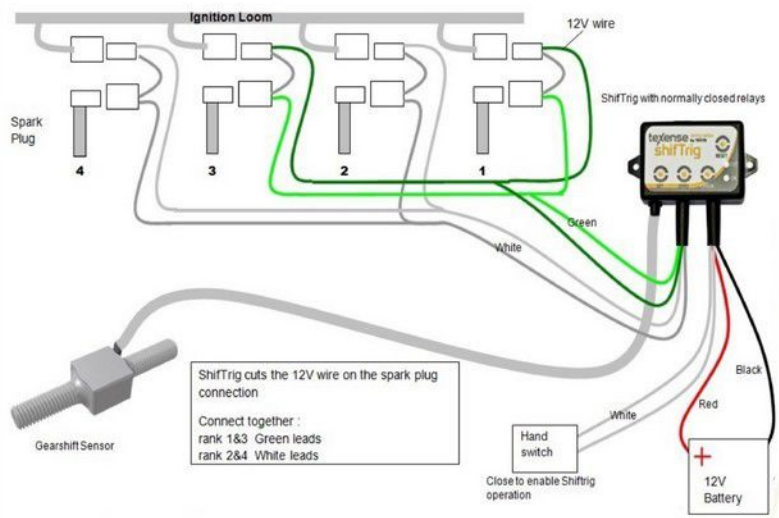 Ignition Loom
12V wire
ShifTrig with normally closed relays
Spark
Plug
4
3
2
1
texense
shifTrig
RESET
Green
White
ShifTrig cuts the 12V wire on the spark plug
connection
Connect together :
rank 1&3 Green leads
rank 2&4 White leads
Gearshift Sensor
White
Red
Black
Hand
switch
Close to enable Shiftrig
operation
+
12V
Battery